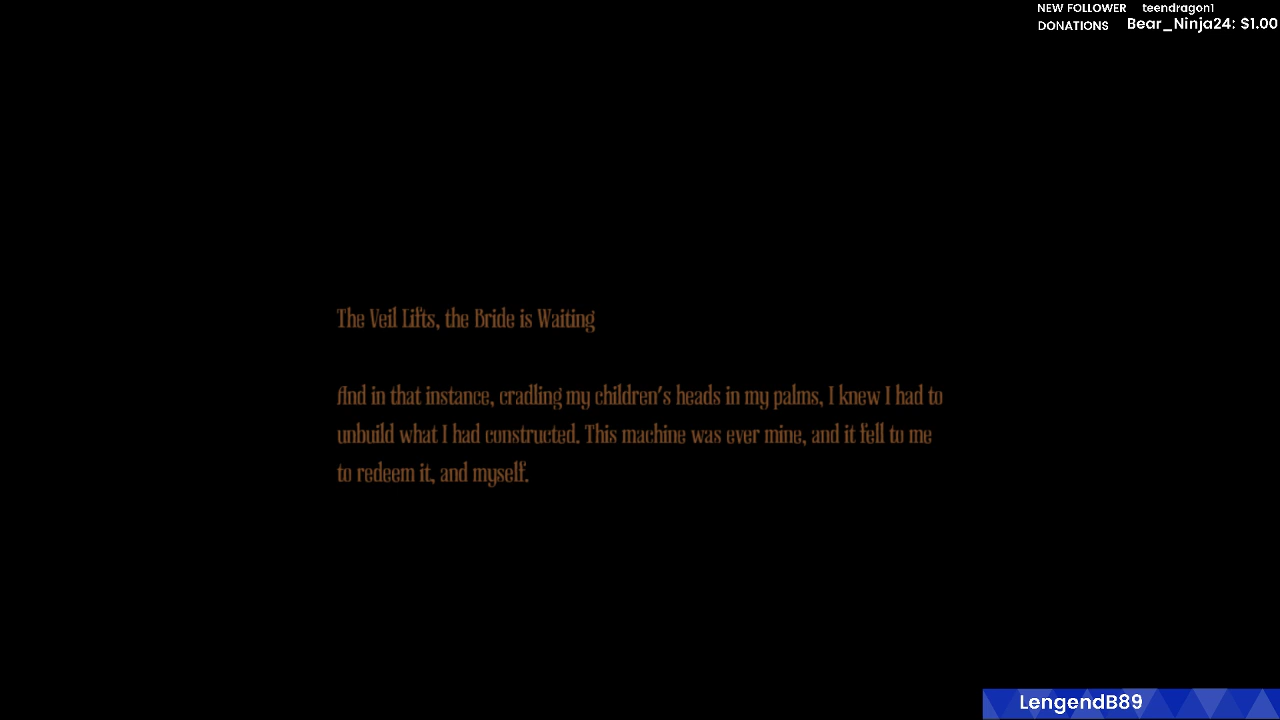 NEW FOLLOWER teendragon1
DONATIONS Bear_Ninja24: $1.00
The Veil Lifts, the Bride is Waiting
And in that instance, cradling my children's heads in my palms, I knew I had to
unbuild what I had constructed. This machine was ever mine, and it fell to me
to redeem it, and myself.
LengendB89